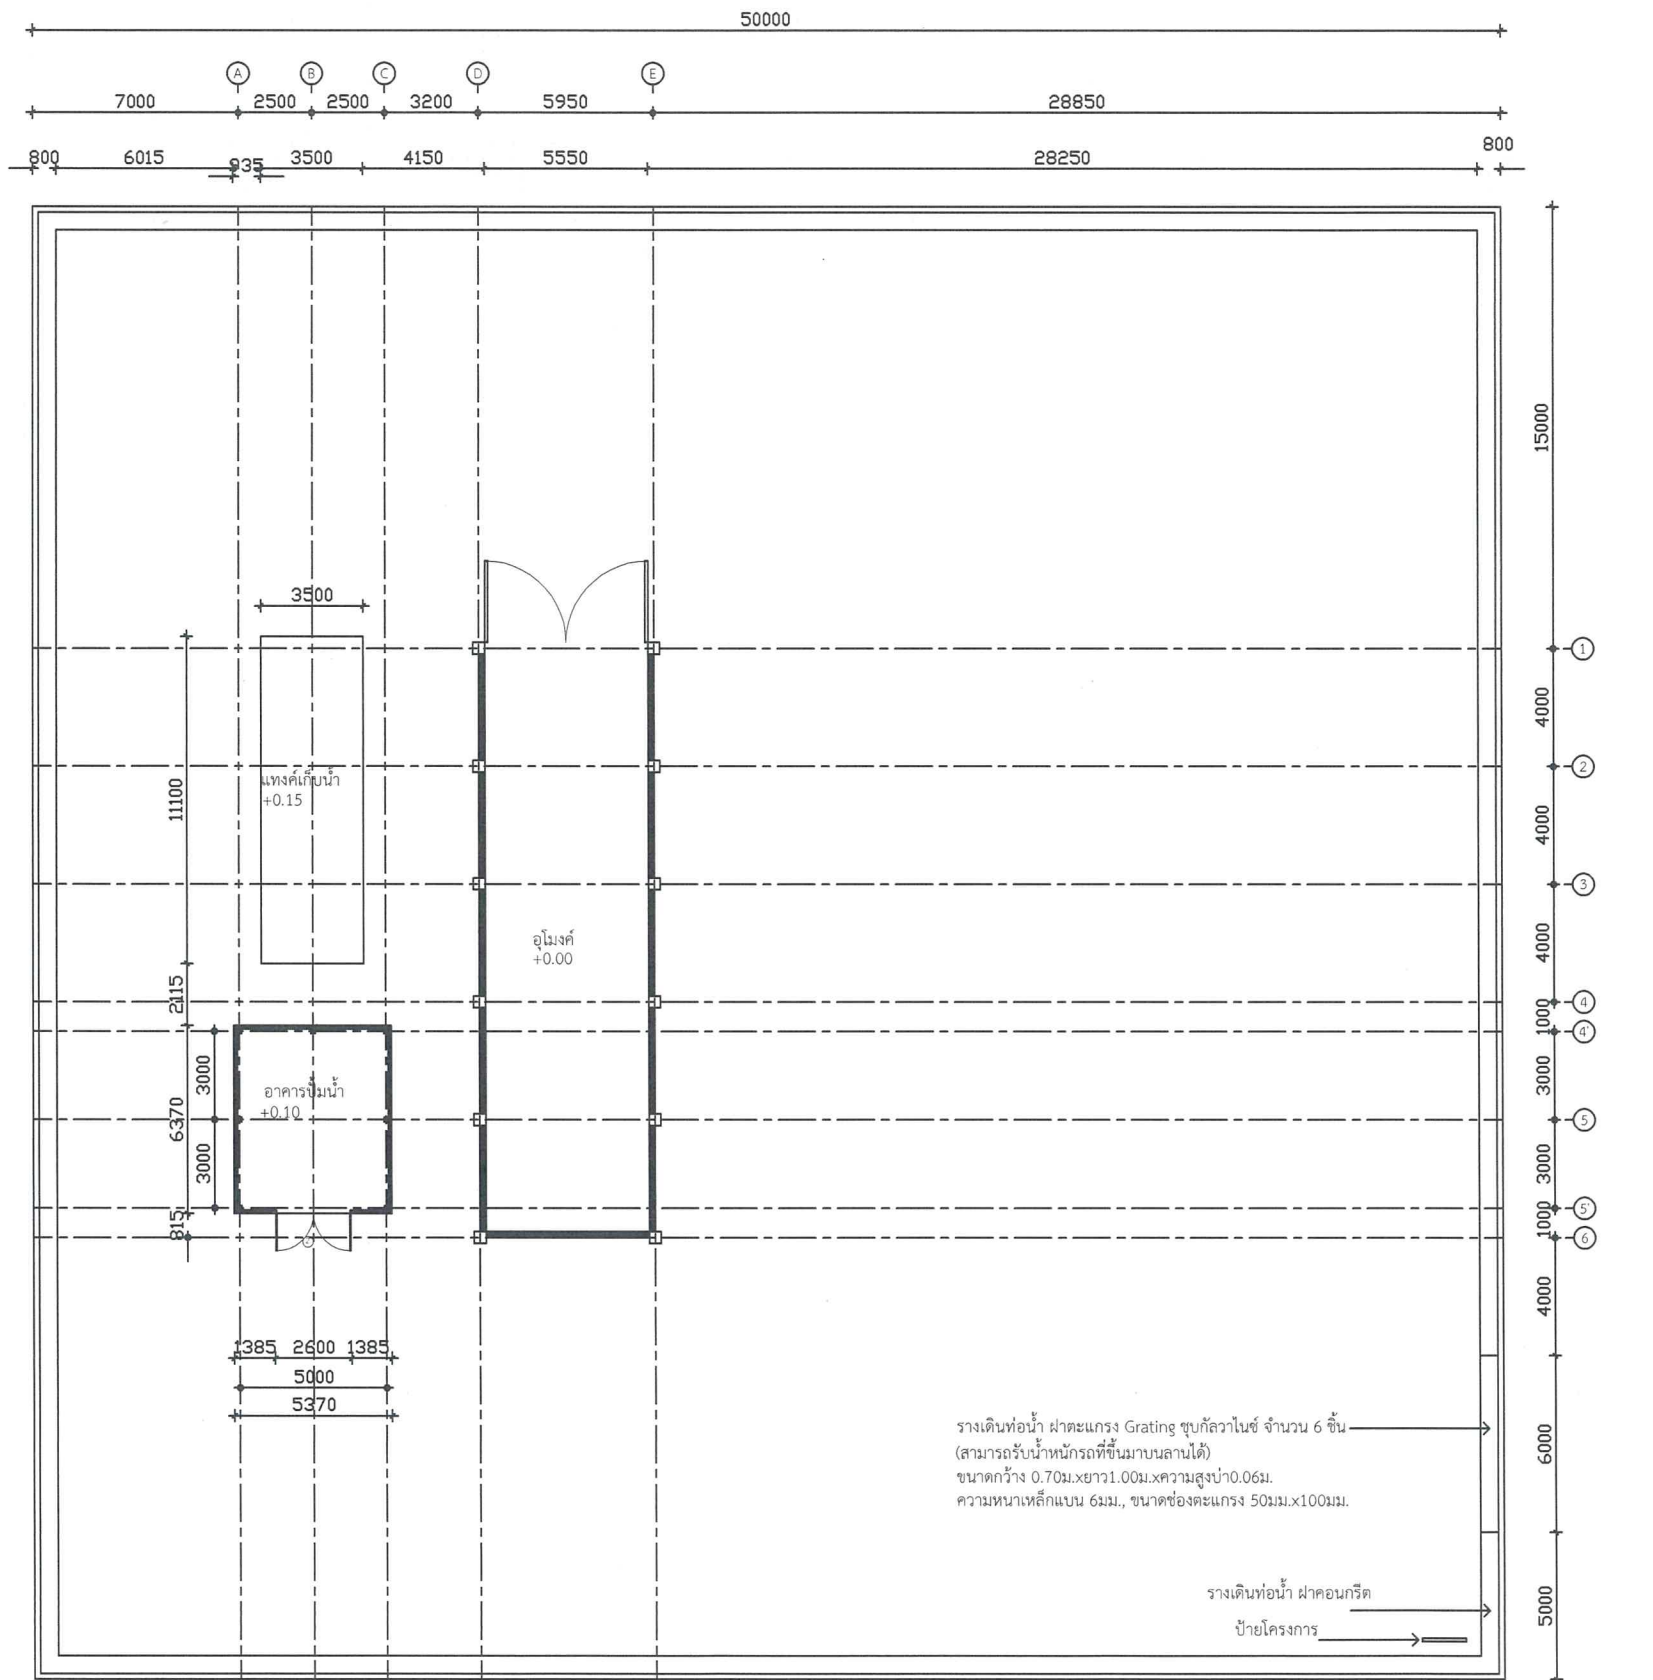 50000
A B C D E
7000 2500 2500 3200 5950 28850
800 6015 935 3500 4150 5550 28250 800
15000
3500
1
4000
2
แทงค์เก็บน้ำ
+0.15
11100
4000
3
อุโมงค์
+0.00
4000
2115
4
1000
4'
3000
3000
อาคารปั๊มน้ำ
+0.10
6370
5
3000
3000
5'
815
1000
6
4000
1385 2600 1385
5000
5370
รางเดินท่อน้ำ ฝาตะแกรง Grating ชุบกัลวาไนซ์ จำนวน 6 ชิ้น
(สามารถรับน้ำหนักรถที่ขึ้นมาบนลานได้)
ขนาดกว้าง 0.70ม.xยาว1.00ม.xความสูงบ่า0.06ม.
ความหนาเหล็กแบน 6มม., ขนาดช่องตะแกรง 50มม.x100มม.
6000
รางเดินท่อน้ำ ฝาคอนกรีต
ป้ายโครงการ
5000